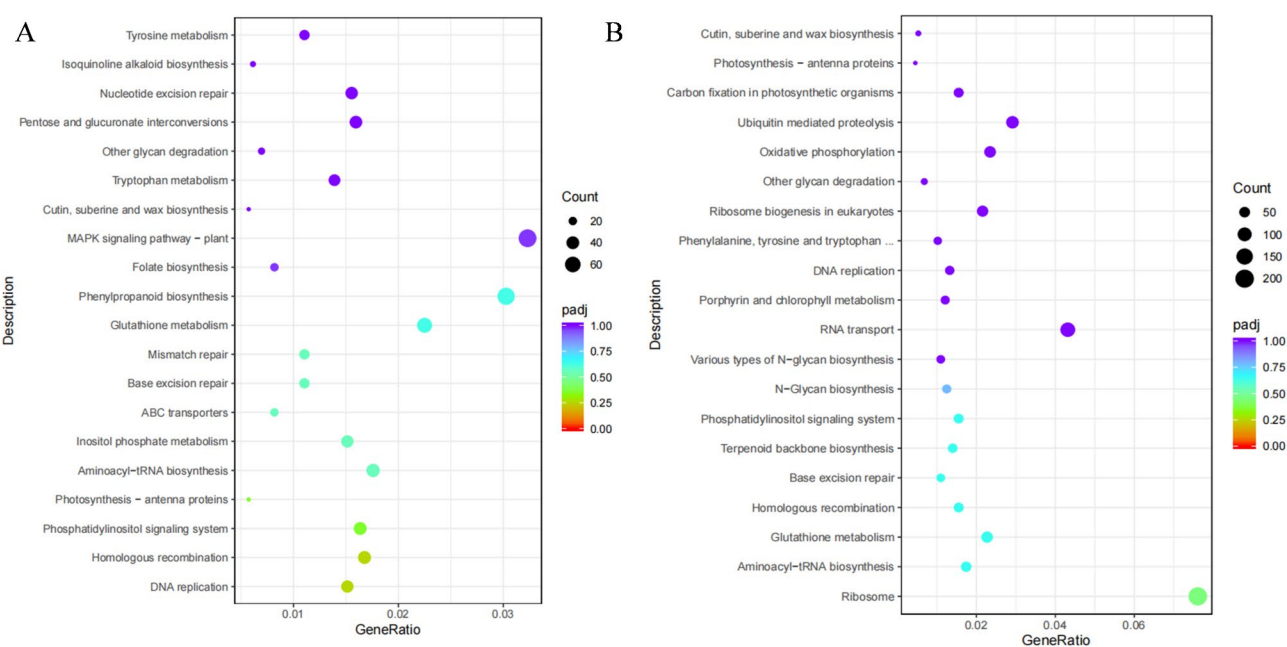 A
Tyrosine metabolism
Isoquinoline alkaloid biosynthesis
Nucleotide excision repair
Pentose and glucuronate interconversions
Other glycan degradation
Tryptophan metabolism
Cutin, suberine and wax biosynthesis
MAPK signaling pathway − plant
Folate biosynthesis
Phenylpropanoid biosynthesis
Glutathione metabolism
Mismatch repair
Base excision repair
ABC transporters
Inositol phosphate metabolism
Aminoacyl−tRNA biosynthesis
Photosynthesis − antenna proteins
Phosphatidylinositol signaling system
Homologous recombination
DNA replication
Description
0.01 0.02 0.03
GeneRatio
Count
20
40
60
padj
1.00
0.75
0.50
0.25
0.00
B
Cutin, suberine and wax biosynthesis
Photosynthesis − antenna proteins
Carbon fixation in photosynthetic organisms
Ubiquitin mediated proteolysis
Oxidative phosphorylation
Other glycan degradation
Ribosome biogenesis in eukaryotes
Phenylalanine, tyrosine and tryptophan ...
DNA replication
Porphyrin and chlorophyll metabolism
RNA transport
Various types of N−glycan biosynthesis
N−Glycan biosynthesis
Phosphatidylinositol signaling system
Terpenoid backbone biosynthesis
Base excision repair
Homologous recombination
Glutathione metabolism
Aminoacyl−tRNA biosynthesis
Ribosome
Description
0.02 0.04 0.06
GeneRatio
Count
50
100
150
200
padj
1.00
0.75
0.50
0.25
0.00